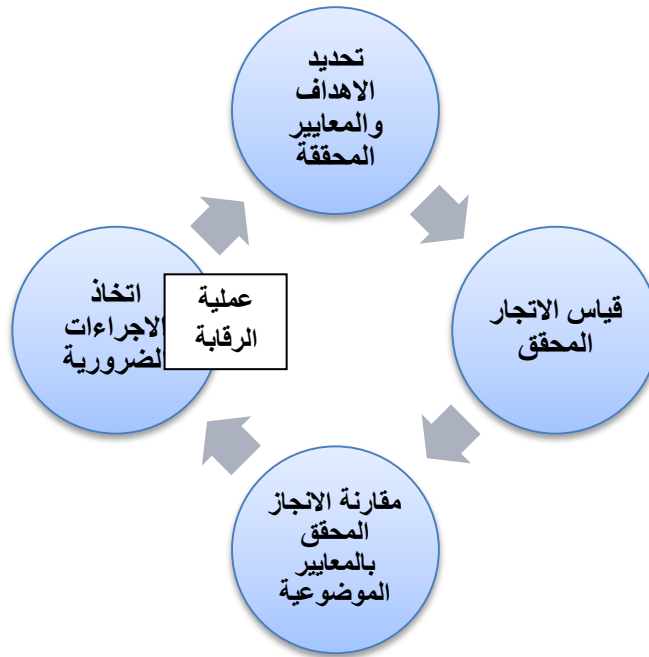 تحديد
الاهداف
والمعايير
المحققة
قياس الاتجار
المحقق
مقارنة الانجاز
المحقق
بالمعايير
الموضوعية
اتخاذ
الاجراءات
الضرورية
عملية
الرقابة